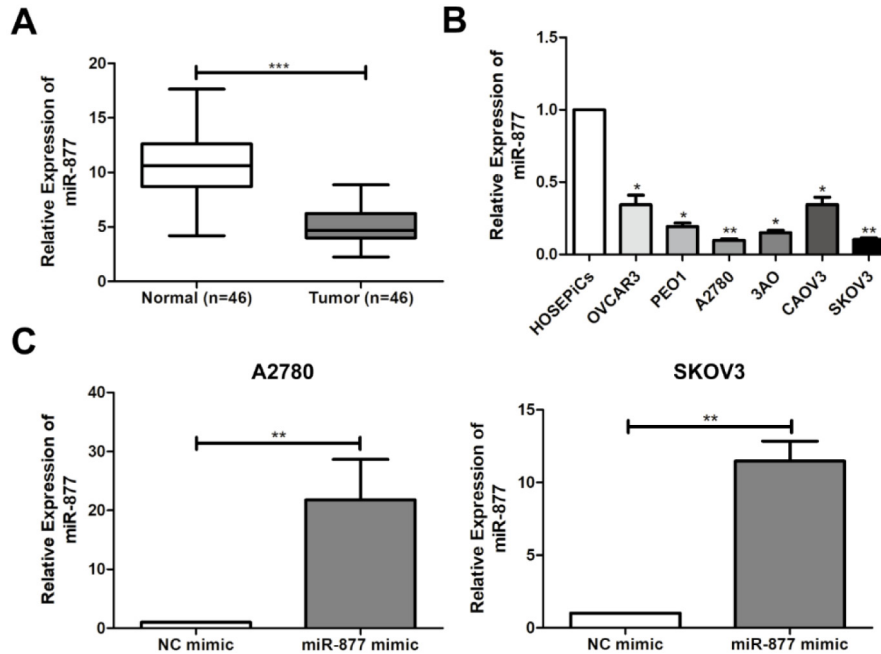 A
Relative Expression of
miR-877
20
15
10
5
0
***
Normal (n=46)
Tumor (n=46)
B
Relative Expression of
miR-877
1.5
1.0
0.5
0.0
*
*
**
*
*
**
HOSEPiCs
OVCAR3
PEO1
A2780
3AO
CAOV3
SKOV3
C
A2780
Relative Expression of
miR-877
40
30
20
10
0
**
NC mimic
miR-877 mimic
SKOV3
Relative Expression of
miR-877
15
10
5
0
**
NC mimic
miR-877 mimic